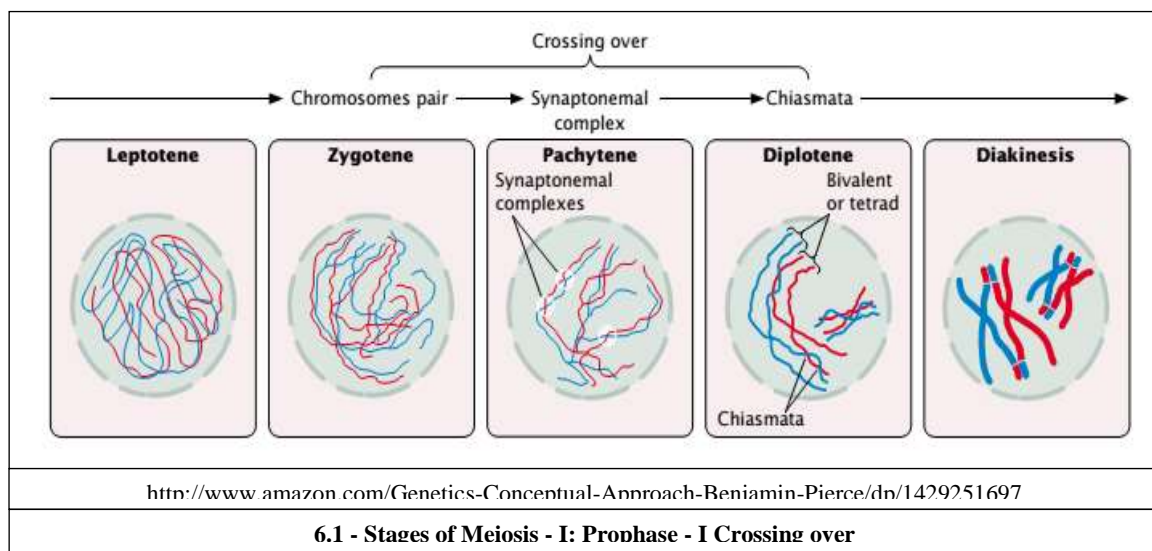 Crossing over
Chromosomes pair
Synaptonemal
complex
Chiasmata
Leptotene
Zygotene
Pachytene
Diplotene
Diakinesis
Synaptonemal
complexes
Bivalent
or tetrad
Chiasmata
http://www.amazon.com/Genetics-Conceptual-Approach-Benjamin-Pierce/dp/1429251697
6.1 - Stages of Meiosis - I: Prophase - I Crossing over